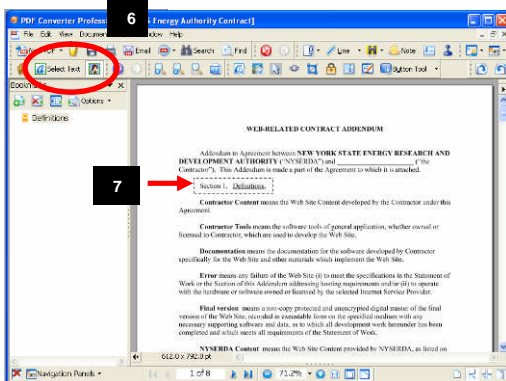 6
PDF Converter Profess
Energy Authority Contract]
File Edit View Documen
ndow Help
Email
Search
Find
Line
Note
Select Text
Button Tool
Bookm
Options
Definitions
WEB-RELATED CONTRACT ADDENDUM
Addendum to Agreement between NEW YORK STATE ENERGY RESEARCH AND
DEVELOPMENT AUTHORITY ("NYSERDA") and ____________________ ("the
Contractor"). This Addendum is made a part of the Agreement to which it is attached.
7
Section 1. Definitions.
Contractor Content means the Web Site Content developed by the Contractor under this
Agreement.
Contractor Tools means the software tools of general application, whether owned or
licensed to Contractor, which are used to develop the Web Site.
Documentation means the documentation for the software developed by Contractor
specifically for the Web Site and other materials which implement the Web Site.
Error means any failure of the Web Site (i) to meet the specifications in the Statement of
Work or the Section of this Addendum addressing hosting requirements and/or (ii) to operate
with the hardware or software owned or licensed by the selected Internet Service Provider.
Final version means a non-copy protected and unencrypted digital master of the final
version of the Web Site, recorded in executable form on the specified medium with any
necessary supporting software and data, as to which all development work hereunder has been
completed and which meets all requirements of the Statement of Work.
NYSERDA Content means the Web Site Content provided by NYSERDA, as listed on
612.0 x 792.0 pt
Navigation Panels
1 of 8
71.2%